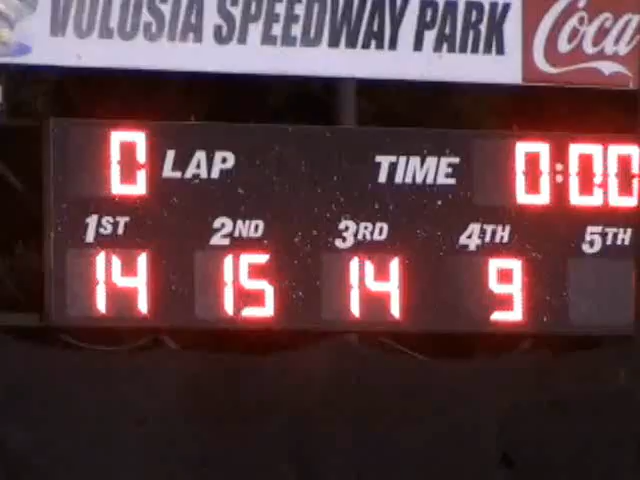 VOLUSIA SPEEDWAY PARK
Coca
0 LAP TIME 0:00
1ST 2ND 3RD 4TH 5TH
14 15 14 9